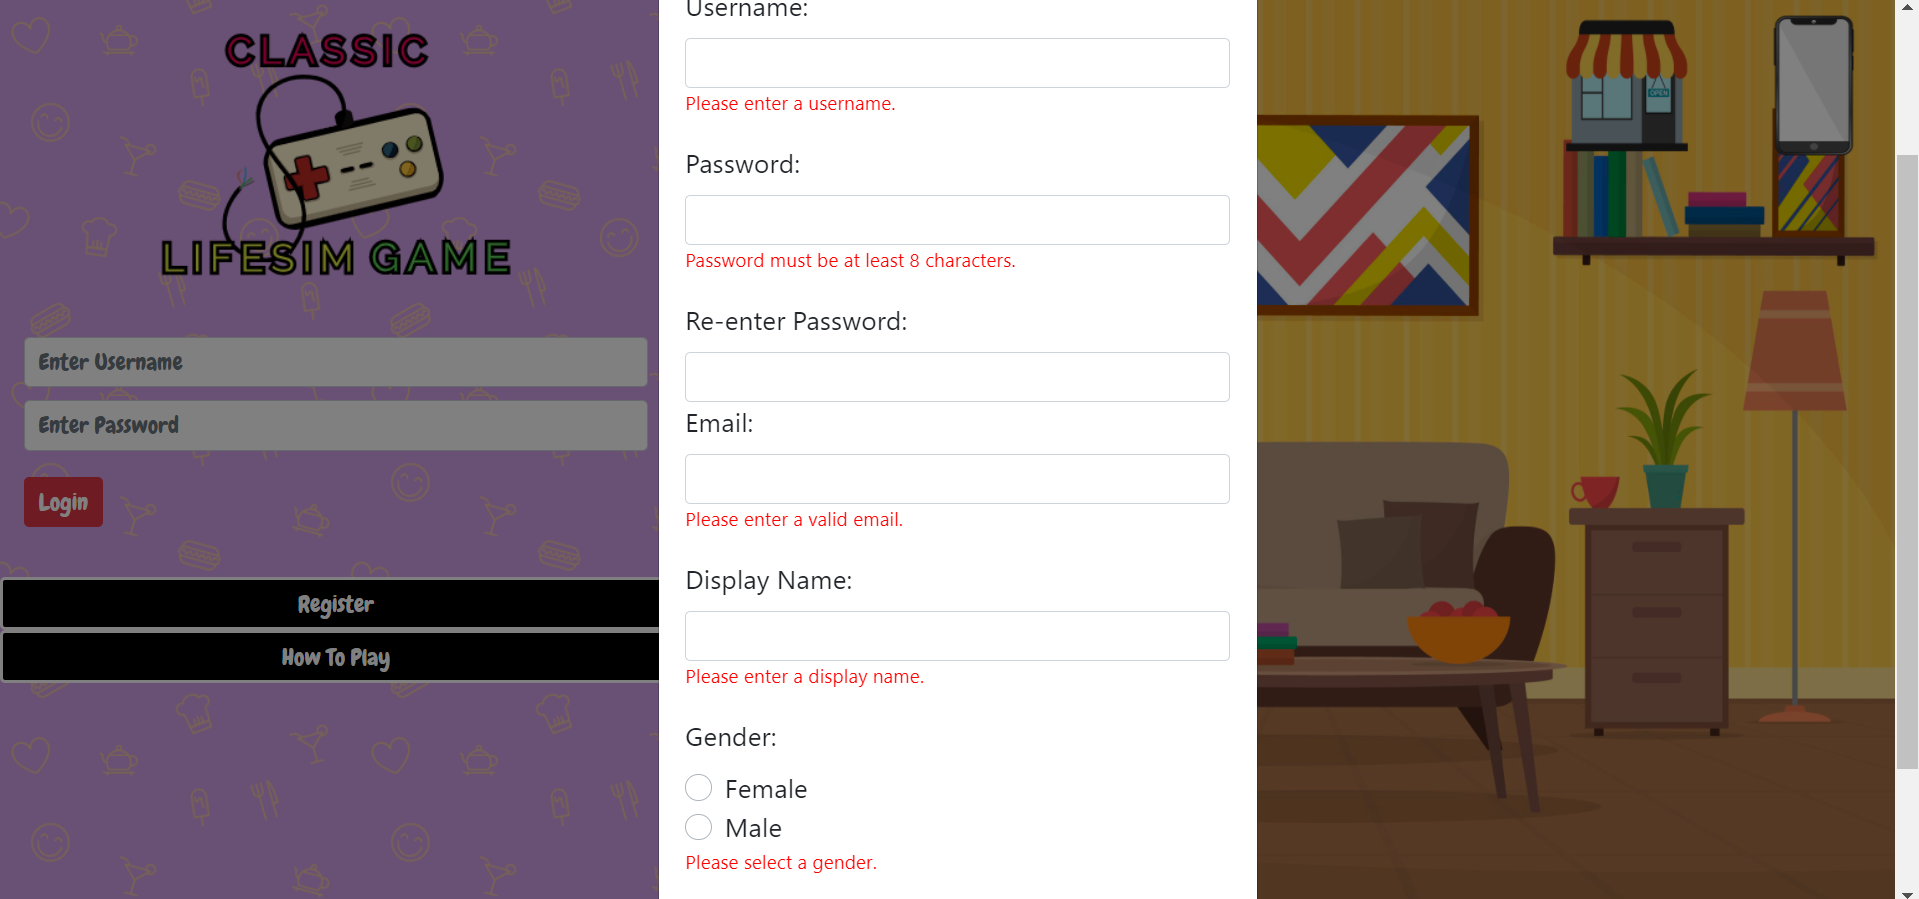 CLASSIC
LIFESIM GAME
Enter Username
Enter Password
Login
Register
How To Play
Username:
Please enter a username.
Password:
Password must be at least 8 characters.
Re-enter Password:
Email:
Please enter a valid email.
Display Name:
Please enter a display name.
Gender:
Female
Male
Please select a gender.
OPEN